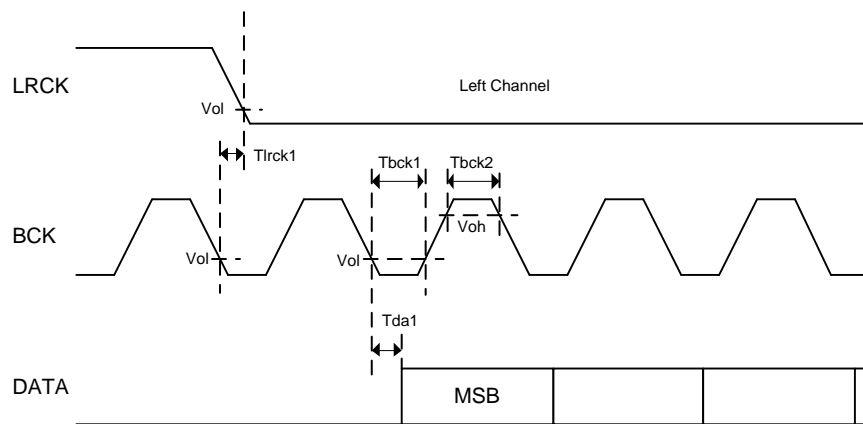 LRCK
Left Channel
Vol
Tlrck1
Tbck1
Tbck2
BCK
Voh
Vol
Vol
Tda1
DATA
MSB